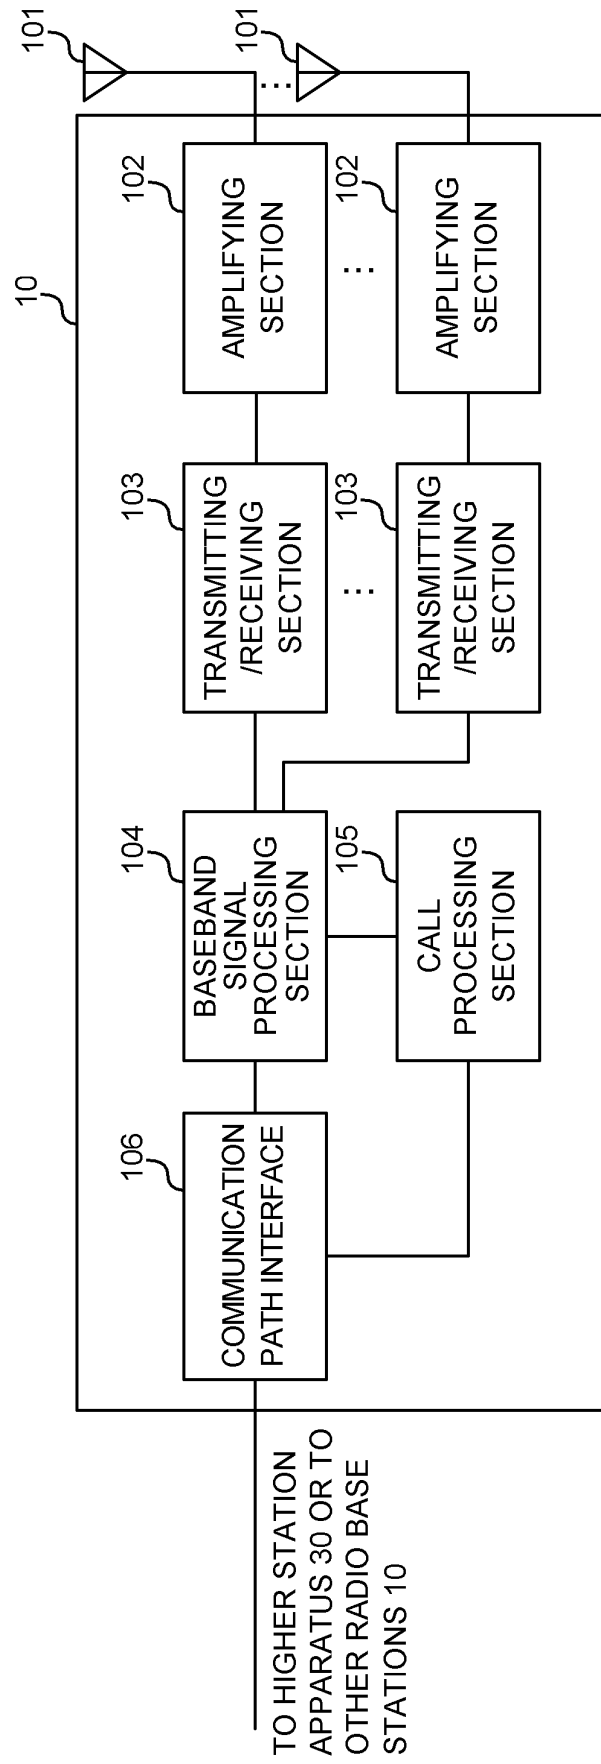 10
101
101
102
AMPLIFYING
SECTION
...
102
AMPLIFYING
SECTION
103
TRANSMITTING
/RECEIVING
SECTION
...
103
TRANSMITTING
/RECEIVING
SECTION
...
104
BASEBAND
SIGNAL
PROCESSING
SECTION
105
CALL
PROCESSING
SECTION
106
COMMUNICATION
PATH INTERFACE
TO HIGHER STATION
APPARATUS 30 OR TO
OTHER RADIO BASE
STATIONS 10